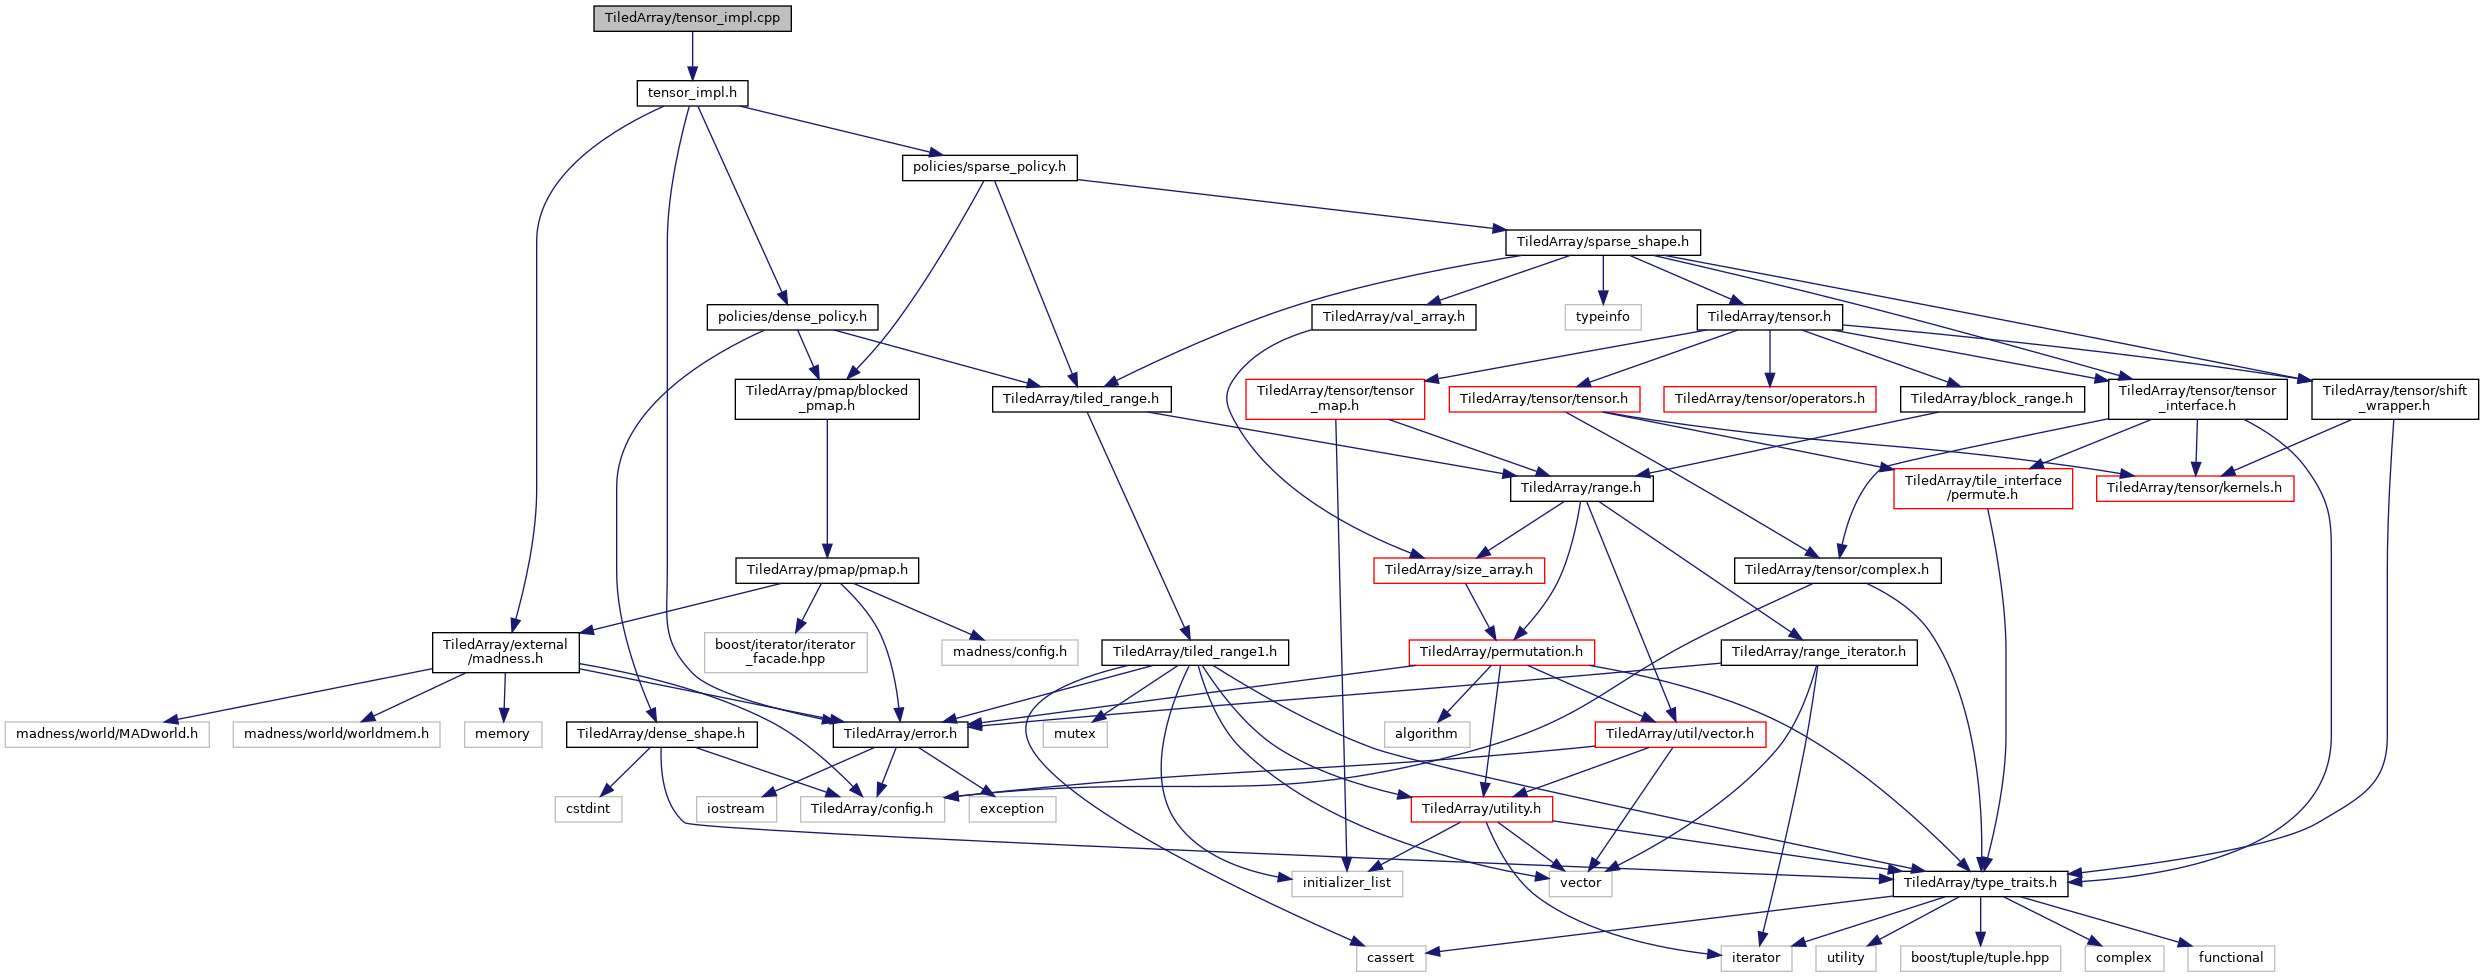 TiledArray/tensor_impl.cpp
tensor_impl.h
policies/sparse_policy.h
TiledArray/sparse_shape.h
policies/dense_policy.h
TiledArray/val_array.h
typeinfo
TiledArray/tensor.h
TiledArray/pmap/blocked
_pmap.h
TiledArray/tiled_range.h
TiledArray/tensor/tensor
_map.h
TiledArray/tensor/tensor.h
TiledArray/tensor/operators.h
TiledArray/block_range.h
TiledArray/tensor/tensor
_interface.h
TiledArray/tensor/shift
_wrapper.h
TiledArray/range.h
TiledArray/tile_interface
/permute.h
TiledArray/tensor/kernels.h
TiledArray/pmap/pmap.h
TiledArray/size_array.h
TiledArray/tensor/complex.h
TiledArray/external
/madness.h
boost/iterator/iterator
_facade.hpp
madness/config.h
TiledArray/tiled_range1.h
TiledArray/permutation.h
TiledArray/range_iterator.h
madness/world/MADworld.h
madness/world/worldmem.h
memory
TiledArray/dense_shape.h
TiledArray/error.h
mutex
algorithm
TiledArray/util/vector.h
cstdint
iostream
TiledArray/config.h
exception
TiledArray/utility.h
initializer_list
vector
TiledArray/type_traits.h
cassert
iterator
utility
boost/tuple/tuple.hpp
complex
functional